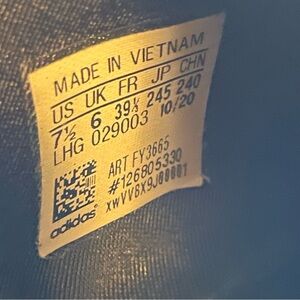 MADE IN VIETNAM
US UK FR JP CHN
7½ 6 39⅓ 245 240
LHG 029003 10/20
ART FY3665
#126805330
XWVVBX9J00001
adidas